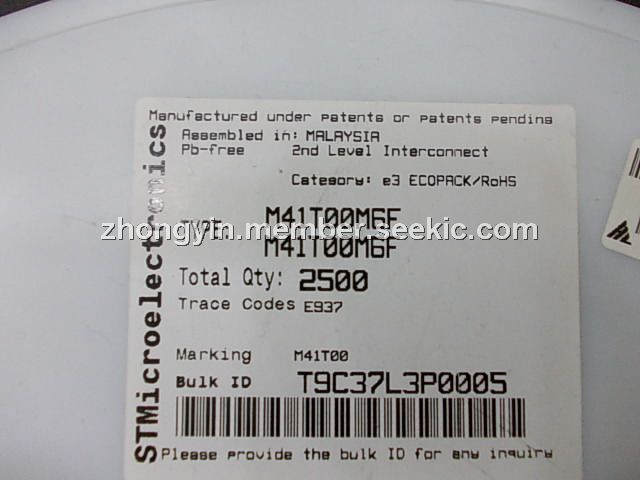 Manufactured under patents or patents pending
Assembled in: MALAYSIA
Pb-free 2nd Level Interconnect
Category: e3 ECOPACK/RoHS
TYPE: M41T00M6F
M41T00M6F
zhongyin.member.seekic.com
Total Qty: 2500
Trace Codes E937
Marking M41T00
Bulk ID T9C37L3P0005
Please provide the bulk ID for any inquiry
STMicroelectronics